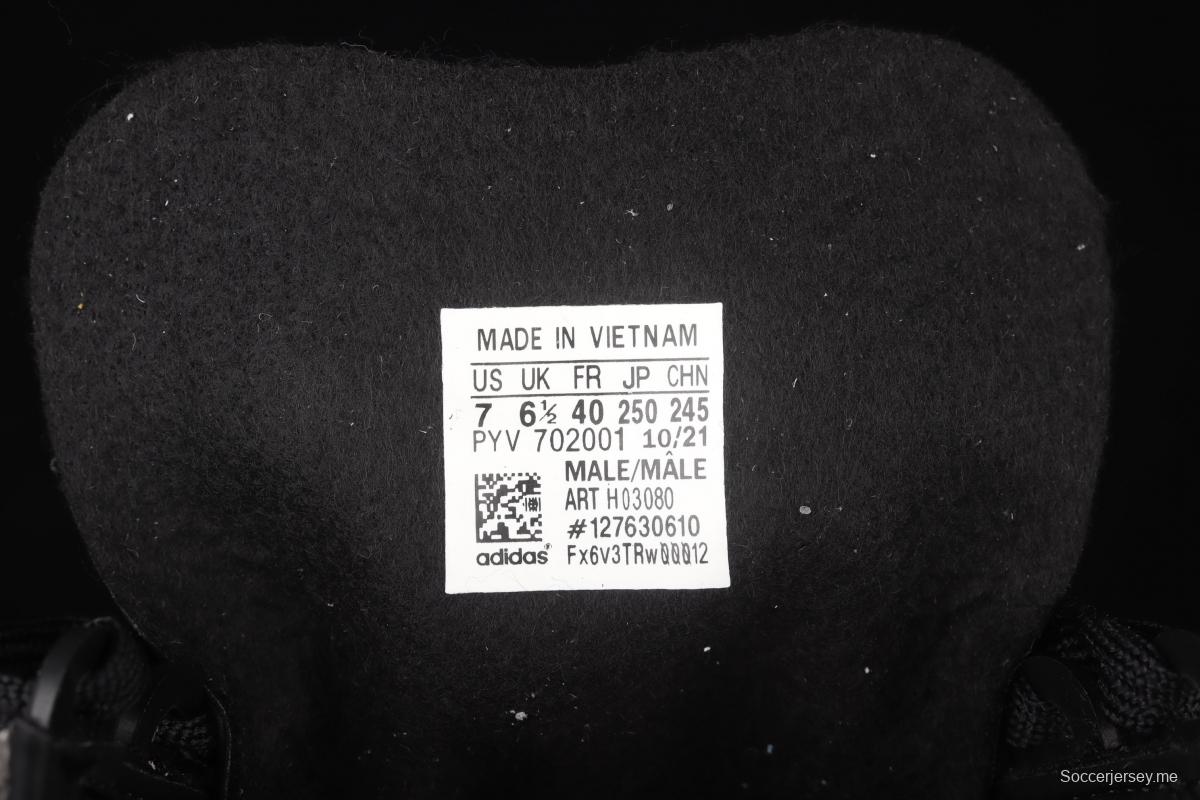 MADE IN VIETNAM
US UK FR JP CHN
7 6½ 40 250 245
PYV 702001 10/21
MALE/MÂLE
ART H03080
#127630610
adidas® Fx6V3TRw00012
Soccerjersey.me